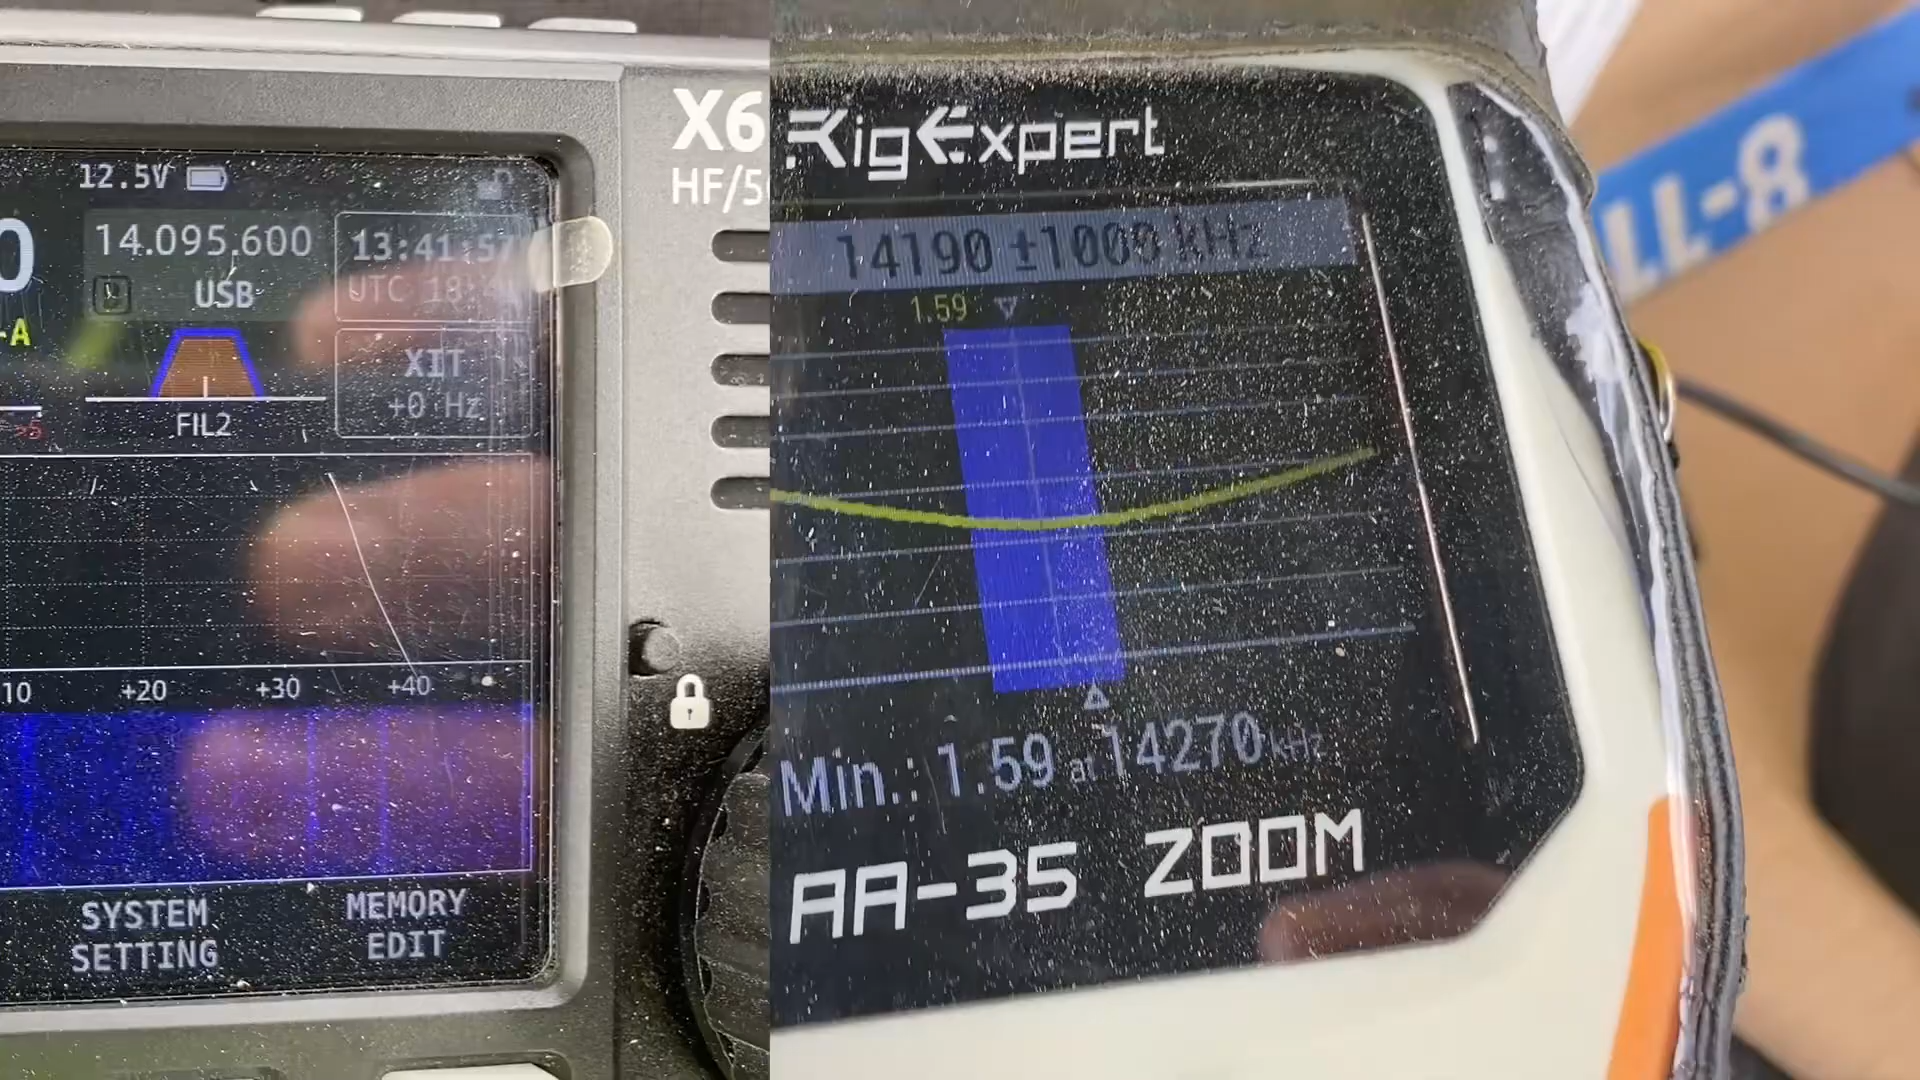 X6
HF/5
12.5V
14.095.600
USB
13:41:57
UTC
-A
0
FIL2
XIT
+0 Hz
10 +20 +30 +40
SYSTEM SETTING
MEMORY EDIT
RigExpert
14190 ±1000 kHz
1.59
Min.: 1.59 at 14270 kHz
AA-35 ZOOM
LL-8